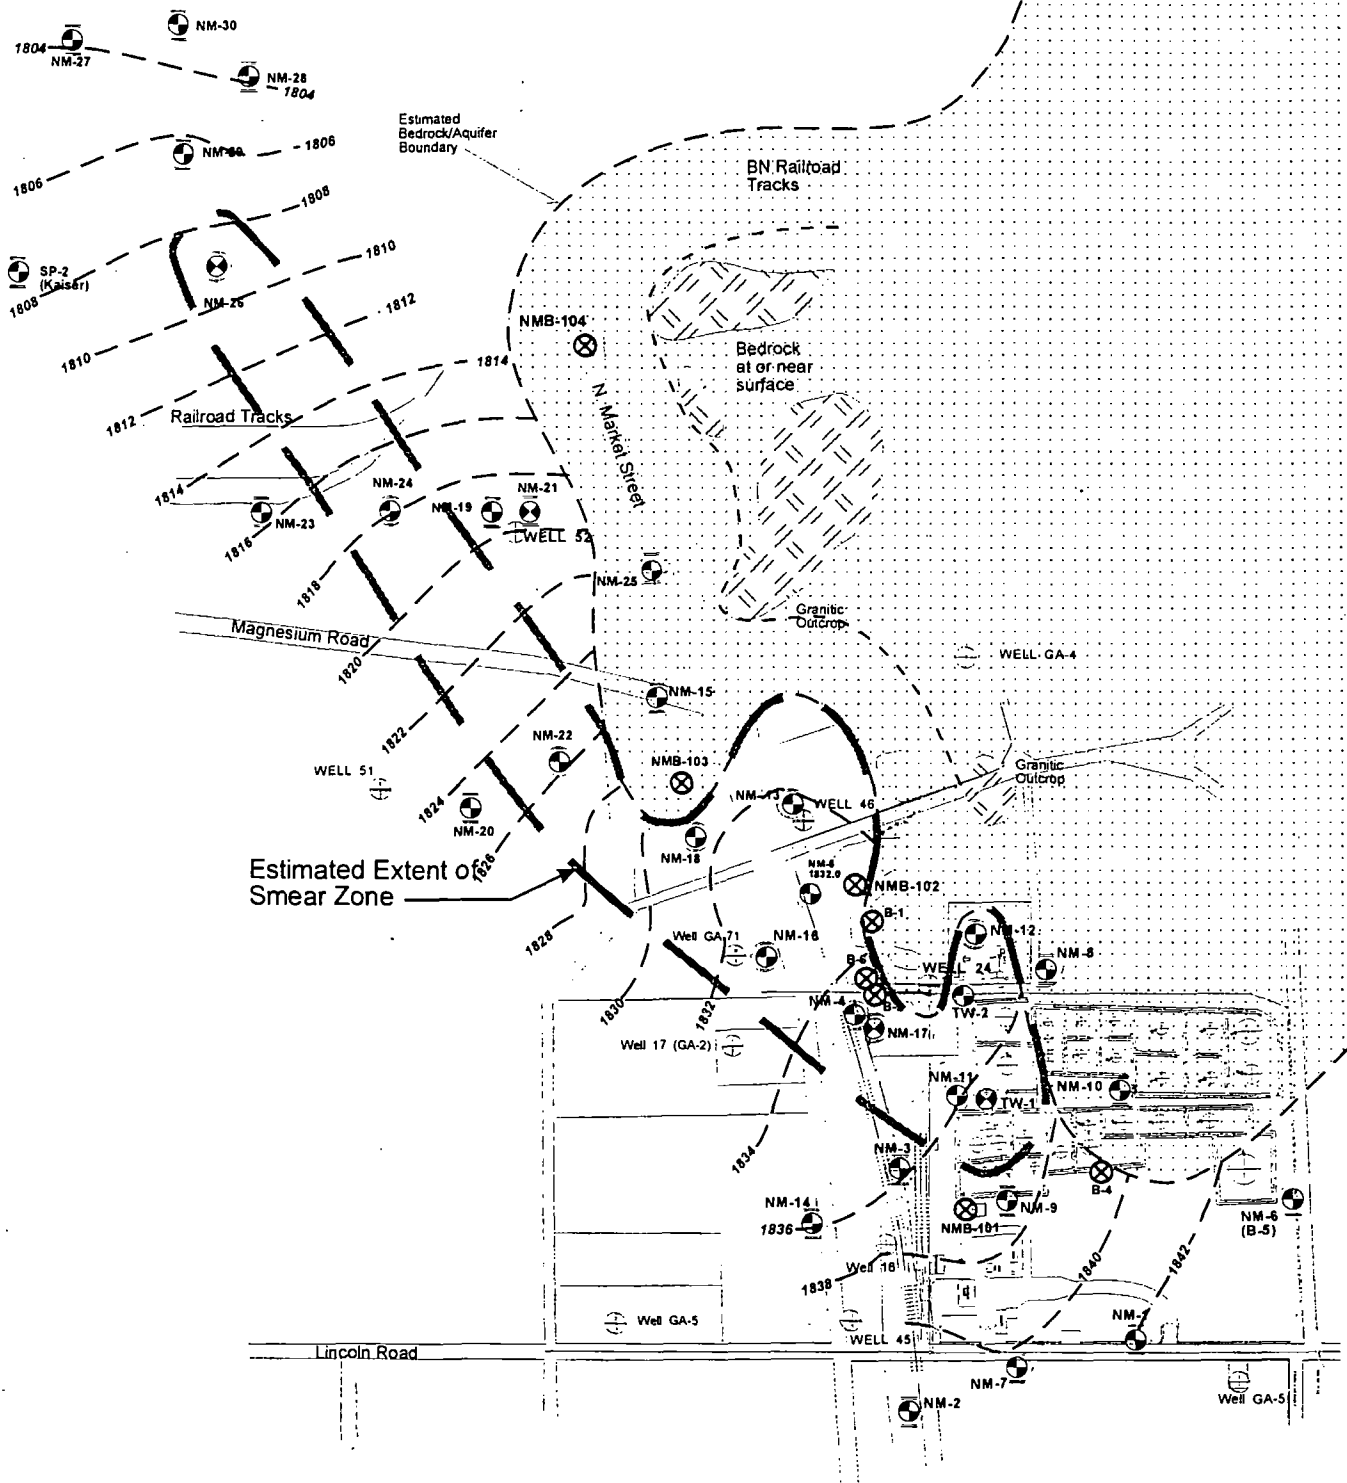 NM-30
1804
NM-27
NM-28
1804
Estimated
Bedrock/Aquifer
Boundary
1806
1806
BN Railroad
Tracks
1808
SP-2
(Kaiser)
1808
NM-26
1810
1810
1812
NMB-104
Bedrock
at or near
surface
1814
1812
Railroad Tracks
N. Market Street
1814
NM-24
NM-21
NM-19
NM-23
1816
WELL 52
NM-25
1818
Granitic
Outcrop
Magnesium Road
1820
WELL GA-4
NM-15
1822
NM-22
WELL 51
NMB-103
Granitic
Outcrop
1824
NM-20
NM-13
WELL 46
1826
NM-18
Estimated Extent of
Smear Zone
NM-6
1832.0
NMB-102
B-1
1828
Well GA-71
NM-16
NM-12
NM-8
WELL 24
1830
1832
NM-4
TW-2
NM-17
Well 17 (GA-2)
NM-11
TW-1
NM-10
1834
NM-3
B-4
NM-14
1836
NMB-101
NM-9
NM-6
(B-5)
1838
Well 16
1840
1842
Well GA-5
WELL 45
NM-1
Lincoln Road
NM-7
NM-2
Well GA-5